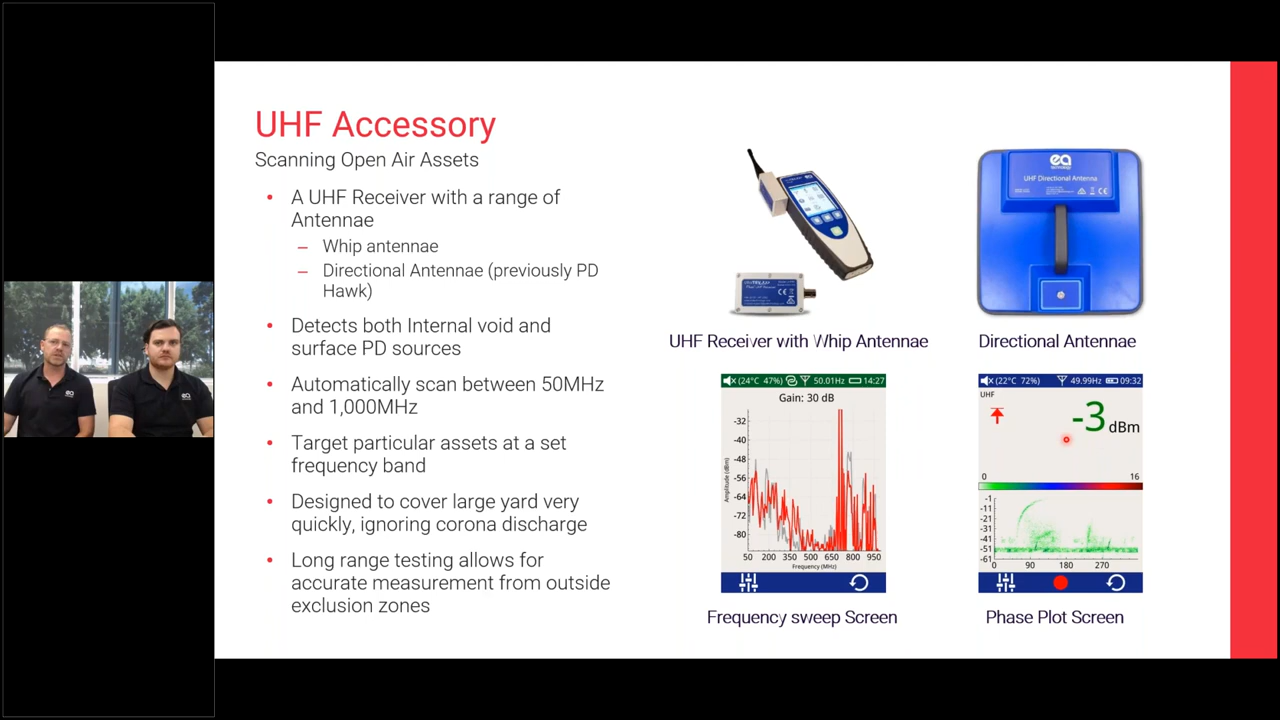 UHF Accessory
Scanning Open Air Assets
• A UHF Receiver with a range of
Antennae
– Whip antennae
– Directional Antennae (previously PD
Hawk)
• Detects both Internal void and
surface PD sources
• Automatically scan between 50MHz
and 1,000MHz
• Target particular assets at a set
frequency band
• Designed to cover large yard very
quickly, ignoring corona discharge
• Long range testing allows for
accurate measurement from outside
exclusion zones
UHF Receiver with Whip Antennae
ea
UHF Directional Antenna
Directional Antennae
(24°C 47%) 50.01Hz 14:27
Gain: 30 dB
Amplitude (dBm)
-32
-40
-48
-56
-64
-72
-80
50 200 350 500 650 800 950
Frequency (MHz)
Frequency sweep Screen
(22°C 72%) 49.99Hz 09:32
UHF
-3 dBm
0 16
-1
-11
-21
-31
-41
-51
-61
0 90 180 270
Phase Plot Screen
ea
ea